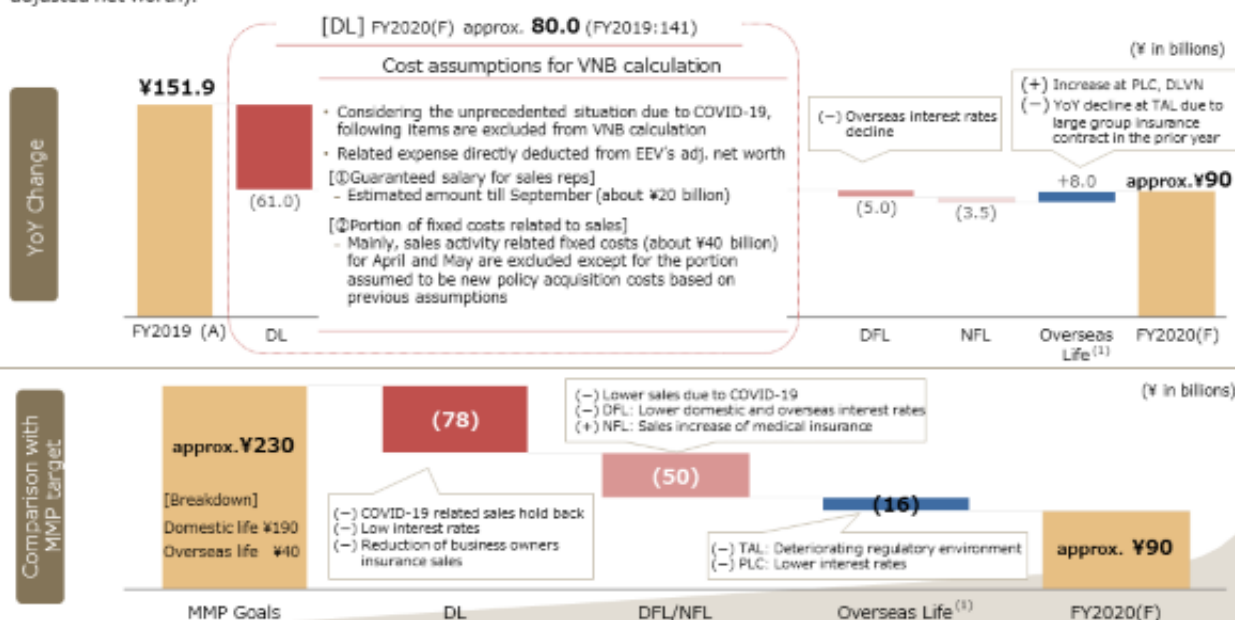 adjusted net worth).
[DL] FY2020(F) approx. 80.0 (FY2019:141)
(¥ in billions)
YoY Change
¥151.9
(61.0)
Cost assumptions for VNB calculation
• Considering the unprecedented situation due to COVID-19,
following items are excluded from VNB calculation
• Related expense directly deducted from EEV's adj. net worth
[①Guaranteed salary for sales reps]
– Estimated amount till September (about ¥20 billion)
[②Portion of fixed costs related to sales]
– Mainly, sales activity related fixed costs (about ¥40 billion)
for April and May are excluded except for the portion
assumed to be new policy acquisition costs based on
previous assumptions
(−) Overseas interest rates
decline
(+) Increase at PLC, DLVN
(−) YoY decline at TAL due to
large group insurance
contract in the prior year
(5.0)
(3.5)
+8.0
approx.¥90
FY2019 (A)
DL
DFL
NFL
Overseas
Life(1)
FY2020(F)
Comparison with
MMP target
(¥ in billions)
approx.¥230
[Breakdown]
Domestic life ¥190
Overseas life ¥40
(78)
(−) COVID-19 related sales hold back
(−) Low interest rates
(−) Reduction of business owners
insurance sales
(−) Lower sales due to COVID-19
(−) DFL: Lower domestic and overseas interest rates
(+) NFL: Sales increase of medical insurance
(50)
(16)
(−) TAL: Deteriorating regulatory environment
(−) PLC: Lower interest rates
approx. ¥90
MMP Goals
DL
DFL/NFL
Overseas Life(1)
FY2020(F)